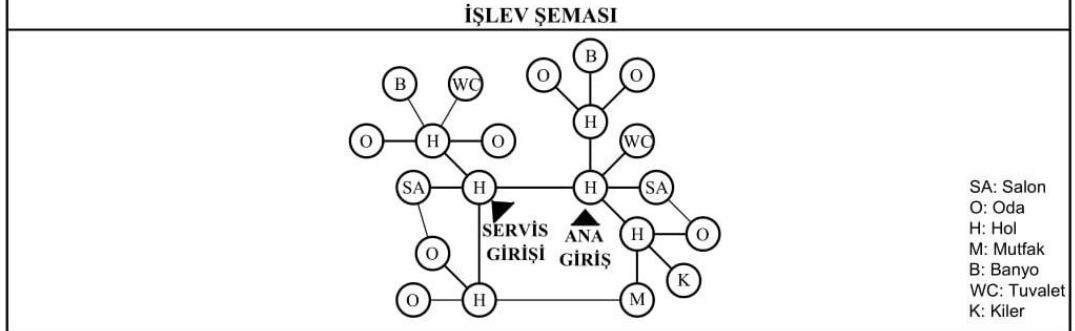 İŞLEV ŞEMASI
B
O
O
B
WC
H
O
H
O
WC
SA
H
H
SA
SERVİS
GİRİŞİ
ANA
GİRİŞ
H
O
O
K
O
H
M
SA: Salon
O: Oda
H: Hol
M: Mutfak
B: Banyo
WC: Tuvalet
K: Kiler